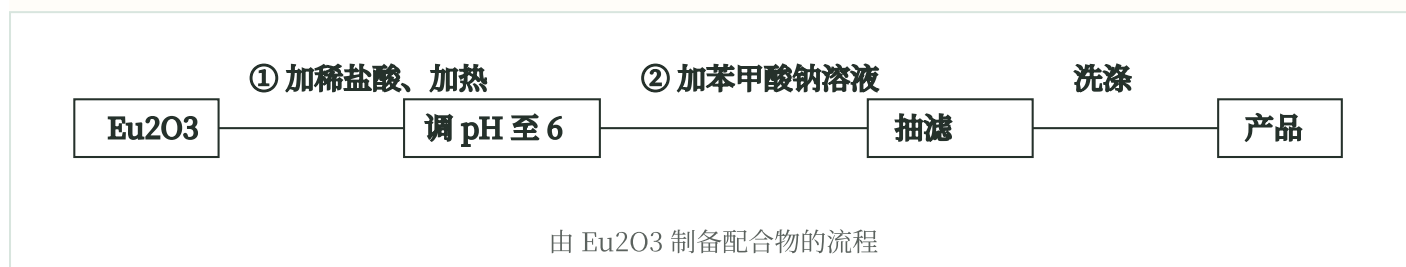 ① 加稀盐酸、加热 ② 加苯甲酸钠溶液 洗涤
Eu2O3 调 pH 至 6 抽滤 产品
由 Eu2O3 制备配合物的流程